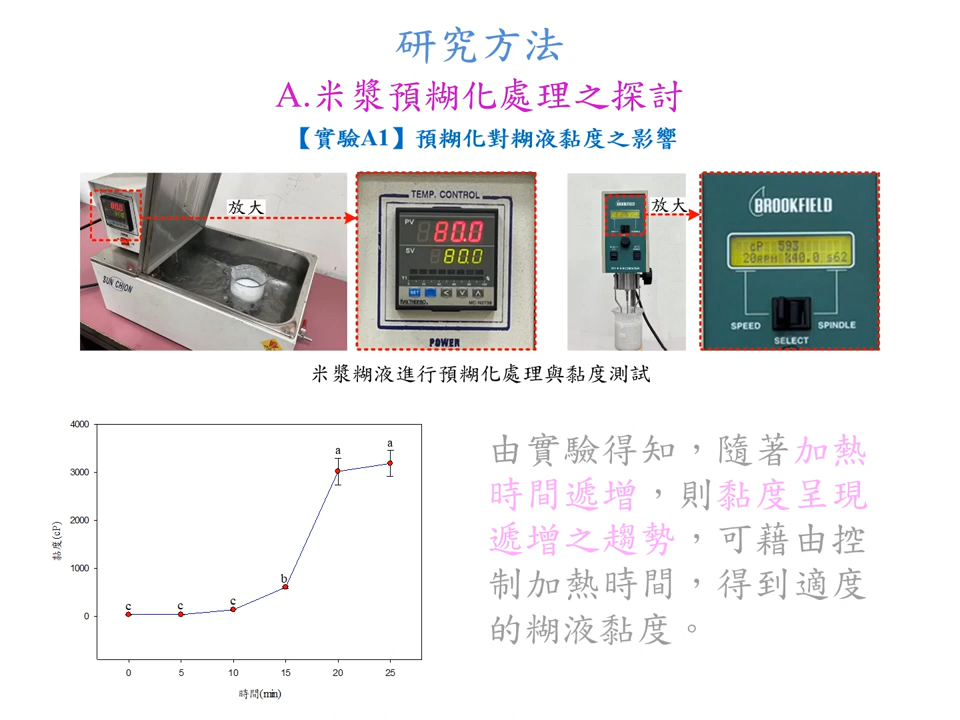 研究方法
A.米漿預糊化處理之探討
【實驗A1】預糊化對糊液黏度之影響
放大
TEMP. CONTROL
PV
80.0
SV
80.0
SET
POWER
SUN CHION
放大
BROOKFIELD
BROOKFIELD
cP 593
20RPM %40.0 S62
SPEED
SPINDLE
SELECT
米漿糊液進行預糊化處理與黏度測試
4000
3000
2000
1000
0
黏度(cP)
c
c
c
b
a
a
0 5 10 15 20 25
時間(min)
由實驗得知，隨著加熱
時間遞增，則黏度呈現
遞增之趨勢，可藉由控
制加熱時間，得到適度
的糊液黏度。